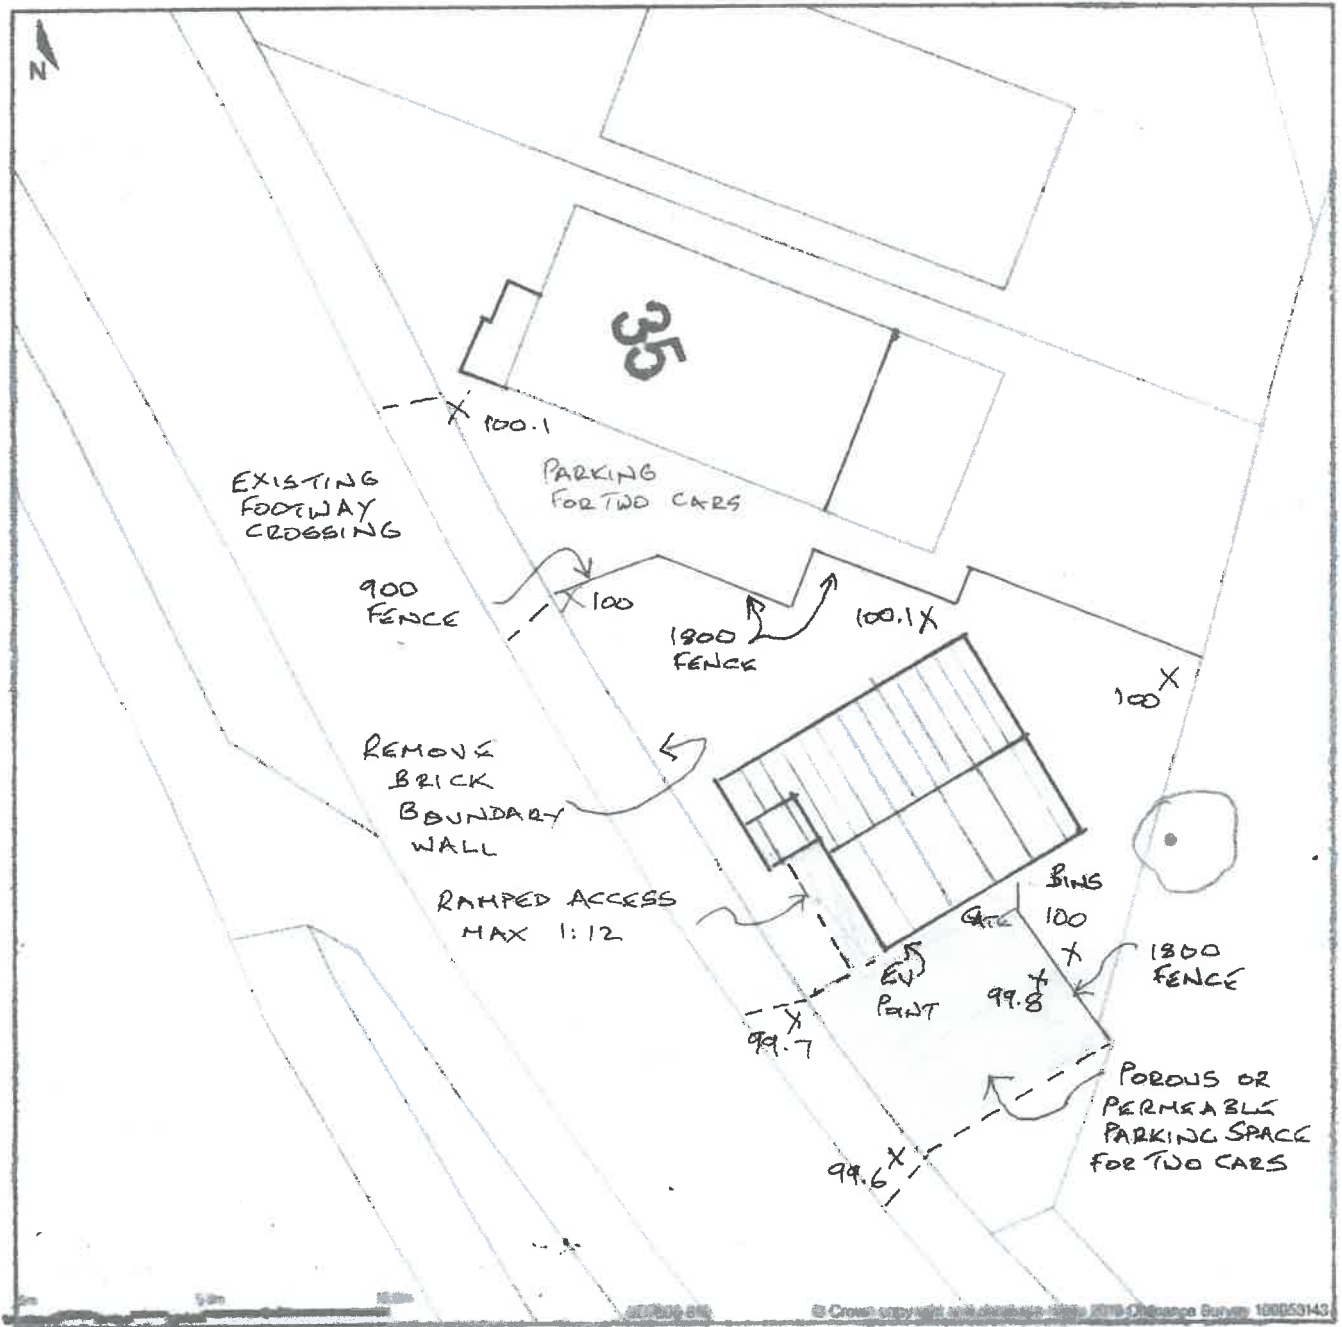 N
35
100.1
PARKING
FOR TWO CARS
EXISTING
FOOTWAY
CROSSING
900
FENCE
100
1800
FENCE
100.1
100
REMOVE
BRICK
BOUNDARY
WALL
RAMPED ACCESS
MAX 1:12
BINS
GATE
100
1800
FENCE
EV
POINT
99.8
99.7
POROUS OR
PERMEABLE
PARKING SPACE
FOR TWO CARS
99.6
© Crown copyright and database 2019 Ordnance Survey 100053143